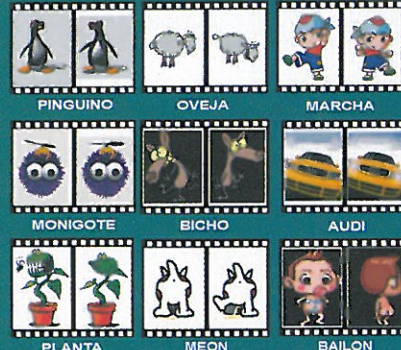 PINGUINO OVEJA MARCHA
MONIGOTE BICHO AUDI
PLANTA MEON BAILON